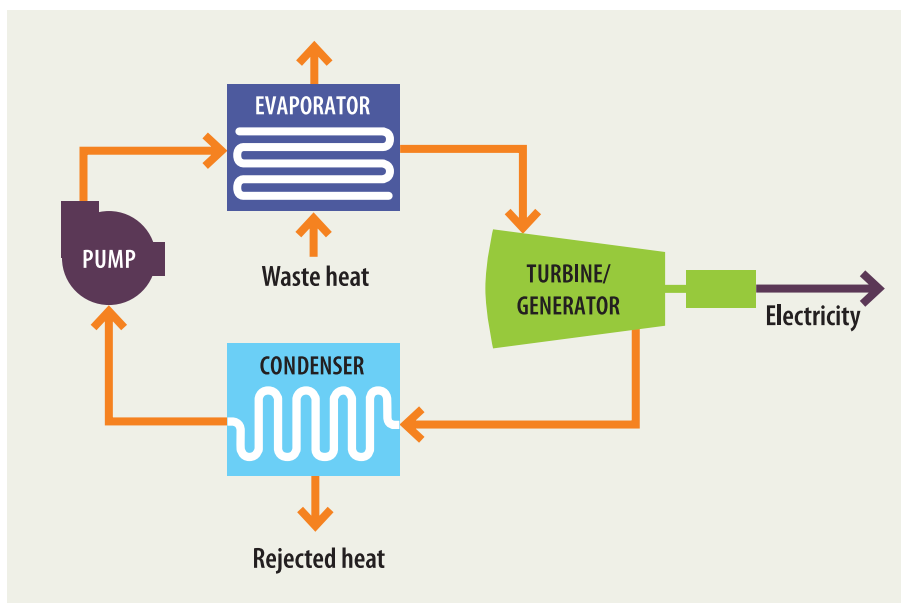 EVAPORATOR
PUMP
Waste heat
TURBINE/
GENERATOR
Electricity
CONDENSER
Rejected heat